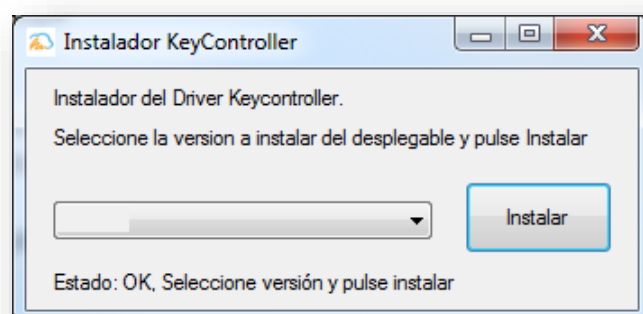 Instalador KeyController
Instalador del Driver Keycontroller.
Seleccione la version a instalar del desplegable y pulse Instalar
Instalar
Estado: OK, Seleccione versión y pulse instalar